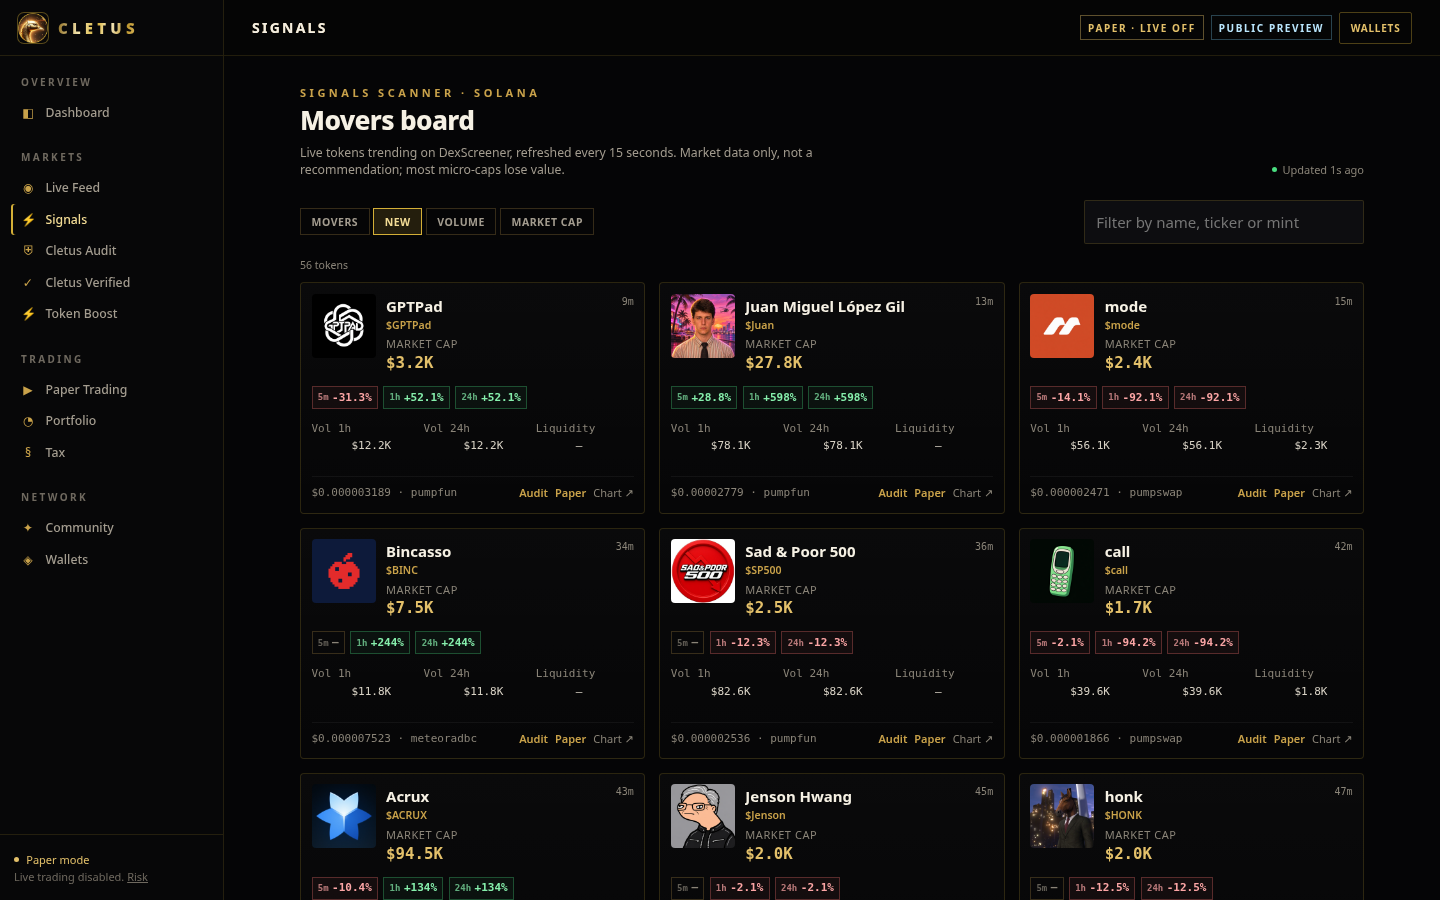 CLETUS
SIGNALS
PAPER · LIVE OFF
PUBLIC PREVIEW
WALLETS
OVERVIEW
Dashboard
MARKETS
Live Feed
Signals
Cletus Audit
Cletus Verified
Token Boost
TRADING
Paper Trading
Portfolio
§ Tax
NETWORK
Community
Wallets
Paper mode
Live trading disabled. Risk
SIGNALS SCANNER · SOLANA
Movers board
Live tokens trending on DexScreener, refreshed every 15 seconds. Market data only, not a
recommendation; most micro-caps lose value.
Updated 1s ago
MOVERS NEW VOLUME MARKET CAP
Filter by name, ticker or mint
56 tokens
GPTPAD
GPTPad
9m
$GPTPad
MARKET CAP
$3.2K
5m -31.3% 1h +52.1% 24h +52.1%
Vol 1h Vol 24h Liquidity
$12.2K $12.2K —
$0.000003189 · pumpfun Audit Paper Chart ↗
Juan Miguel López Gil
13m
$Juan
MARKET CAP
$27.8K
5m +28.8% 1h +598% 24h +598%
Vol 1h Vol 24h Liquidity
$78.1K $78.1K —
$0.00002779 · pumpfun Audit Paper Chart ↗
mode
15m
$mode
MARKET CAP
$2.4K
5m -14.1% 1h -92.1% 24h -92.1%
Vol 1h Vol 24h Liquidity
$56.1K $56.1K $2.3K
$0.000002471 · pumpswap Audit Paper Chart ↗
Bincasso
34m
$BINC
MARKET CAP
$7.5K
5m — 1h +244% 24h +244%
Vol 1h Vol 24h Liquidity
$11.8K $11.8K —
$0.000007523 · meteoradbc Audit Paper Chart ↗
SAD&POOR
500
Sad & Poor 500
36m
$SP500
MARKET CAP
$2.5K
5m — 1h -12.3% 24h -12.3%
Vol 1h Vol 24h Liquidity
$82.6K $82.6K —
$0.000002536 · pumpfun Audit Paper Chart ↗
call
42m
$call
MARKET CAP
$1.7K
5m -2.1% 1h -94.2% 24h -94.2%
Vol 1h Vol 24h Liquidity
$39.6K $39.6K $1.8K
$0.000001866 · pumpswap Audit Paper Chart ↗
Acrux
43m
$ACRUX
MARKET CAP
$94.5K
5m -10.4% 1h +134% 24h +134%
Jenson Hwang
45m
$Jenson
MARKET CAP
$2.0K
5m — 1h -2.1% 24h -2.1%
honk
47m
$HONK
MARKET CAP
$2.0K
5m — 1h -12.5% 24h -12.5%